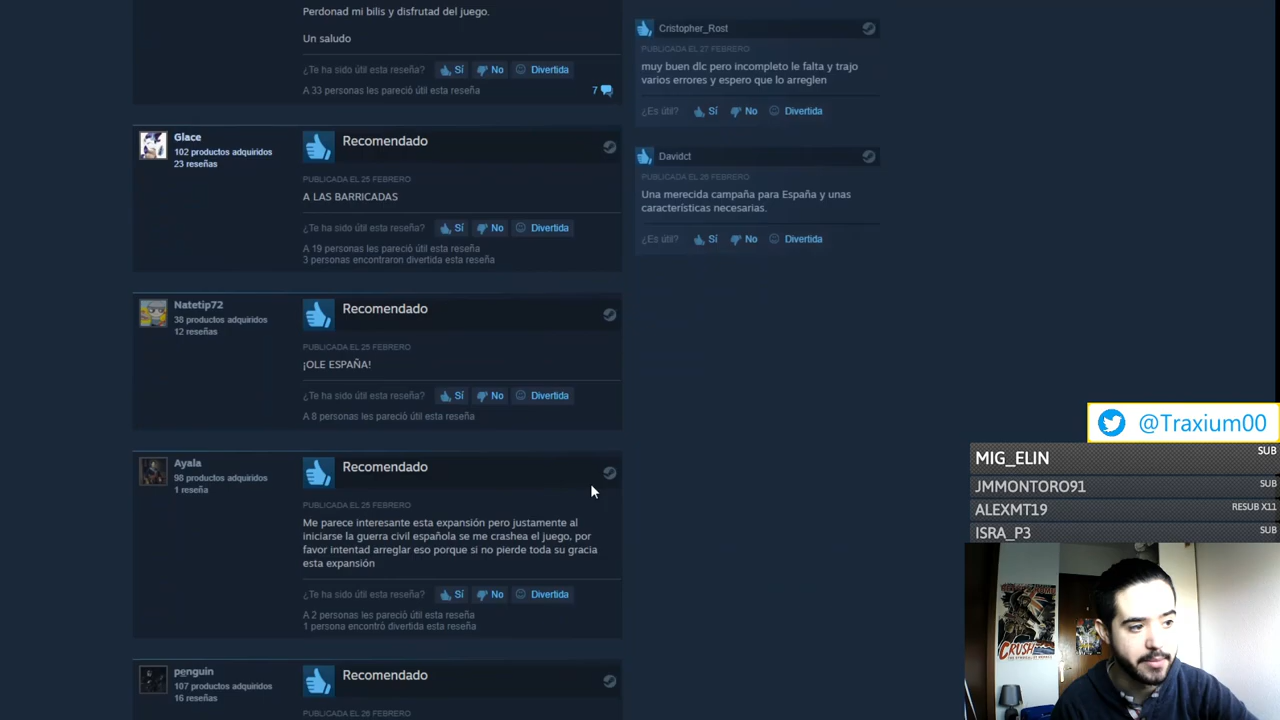 Perdonad mi bilis y disfrutad del juego.
Un saludo
¿Te ha sido útil esta reseña? Sí No Divertida
A 33 personas les pareció útil esta reseña
7
Glace
102 productos adquiridos
23 reseñas
Recomendado
PUBLICADA EL 25 FEBRERO
A LAS BARRICADAS
¿Te ha sido útil esta reseña? Sí No Divertida
A 19 personas les pareció útil esta reseña
3 personas encontraron divertida esta reseña
Natetip72
38 productos adquiridos
12 reseñas
Recomendado
PUBLICADA EL 25 FEBRERO
¡OLE ESPAÑA!
¿Te ha sido útil esta reseña? Sí No Divertida
A 8 personas les pareció útil esta reseña
Ayala
98 productos adquiridos
1 reseña
Recomendado
PUBLICADA EL 25 FEBRERO
Me parece interesante esta expansión pero justamente al
iniciarse la guerra civil española se me crashea el juego, por
favor intentad arreglar eso porque si no pierde toda su gracia
esta expansión
¿Te ha sido útil esta reseña? Sí No Divertida
A 2 personas les pareció útil esta reseña
1 persona encontró divertida esta reseña
penguin
107 productos adquiridos
16 reseñas
Recomendado
PUBLICADA EL 26 FEBRERO
Cristopher_Rost
PUBLICADA EL 27 FEBRERO
muy buen dlc pero incompleto le falta y trajo
varios errores y espero que lo arreglen
¿Es útil? Sí No Divertida
Davidct
PUBLICADA EL 26 FEBRERO
Una merecida campaña para España y unas
características necesarias.
¿Es útil? Sí No Divertida
@Traxium00
MIG_ELIN SUB
JMMONTORO91 SUB
ALEXMT19 RESUB X11
ISRA_P3 SUB
CRUSH